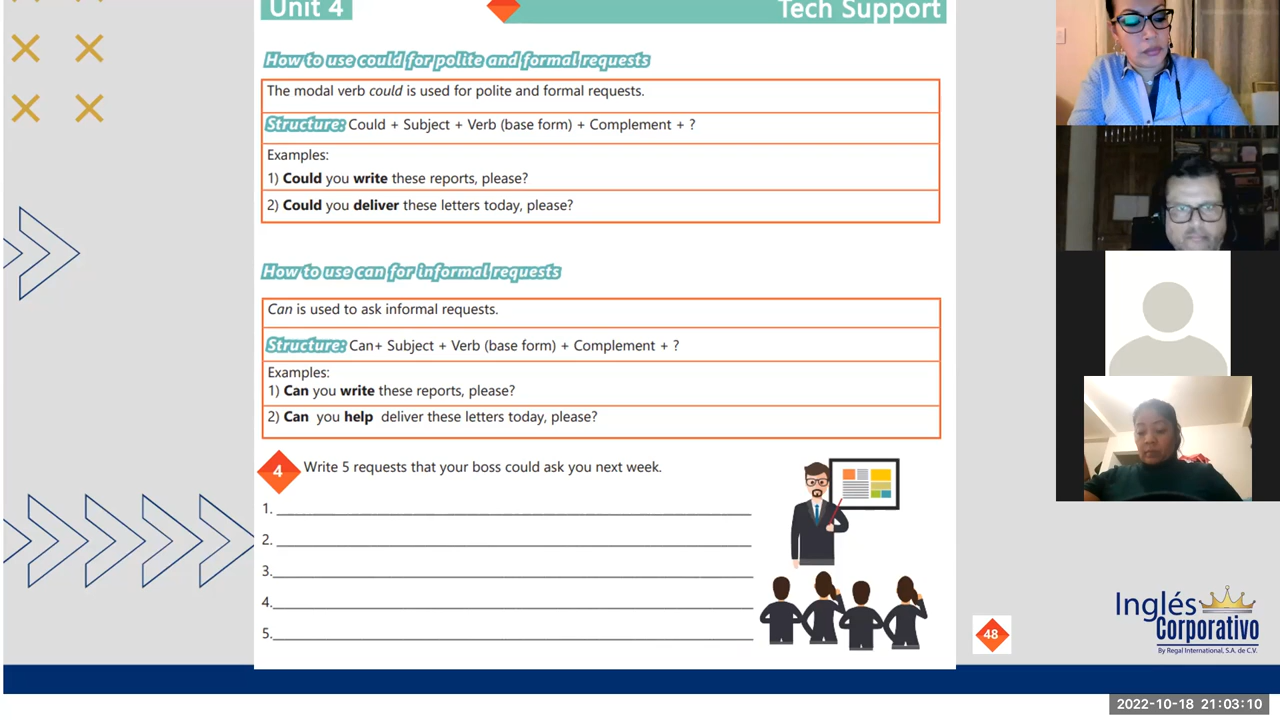 Unit 4
Tech Support
How to use could for polite and formal requests
The modal verb could is used for polite and formal requests.
Structure: Could + Subject + Verb (base form) + Complement + ?
Examples:
1) Could you write these reports, please?
2) Could you deliver these letters today, please?
How to use can for informal requests
Can is used to ask informal requests.
Structure: Can+ Subject + Verb (base form) + Complement + ?
Examples:
1) Can you write these reports, please?
2) Can you help deliver these letters today, please?
4 Write 5 requests that your boss could ask you next week.
1.
2.
3.
4.
5.
48
Inglés
Corporativo
By Regal International, S.A. de C.V.
2022-10-18 21:03:10